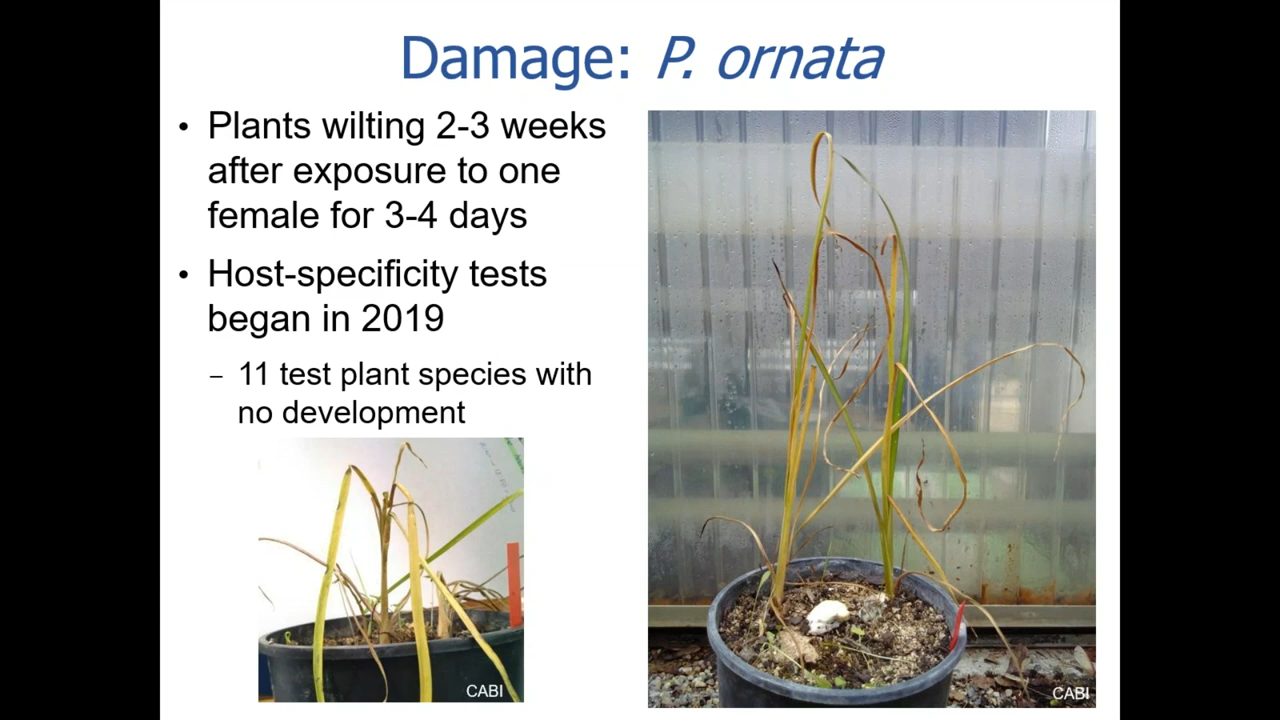 Damage: P. ornata
• Plants wilting 2-3 weeks
after exposure to one
female for 3-4 days
• Host-specificity tests
began in 2019
– 11 test plant species with
no development
CABI
CABI